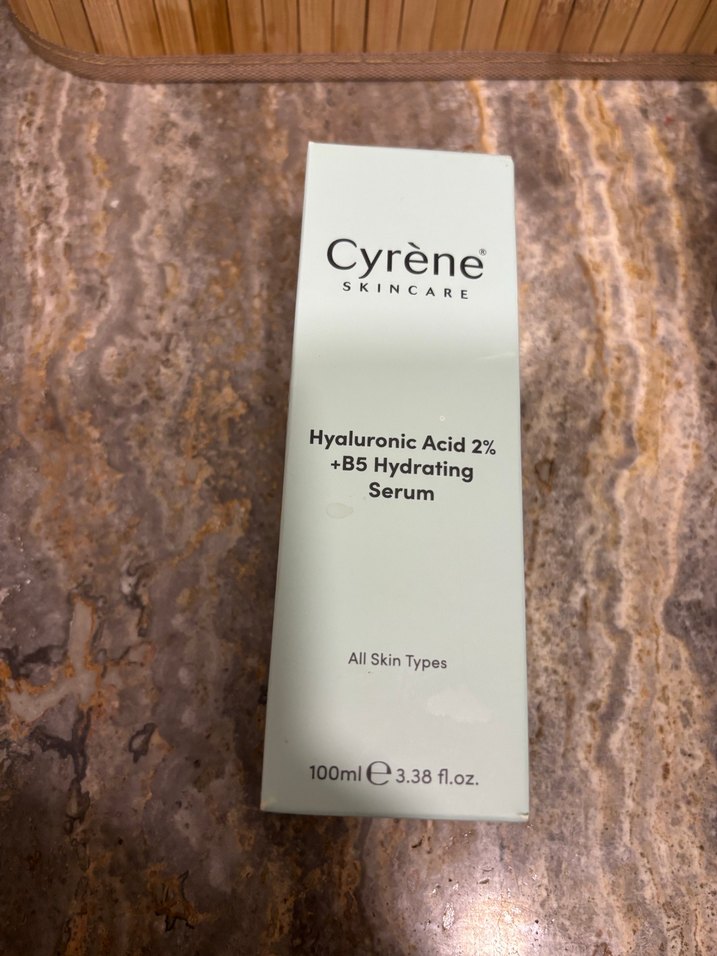 Cyrène®
SKINCARE
Hyaluronic Acid 2%
+B5 Hydrating
Serum
All Skin Types
100ml ℮ 3.38 fl.oz.